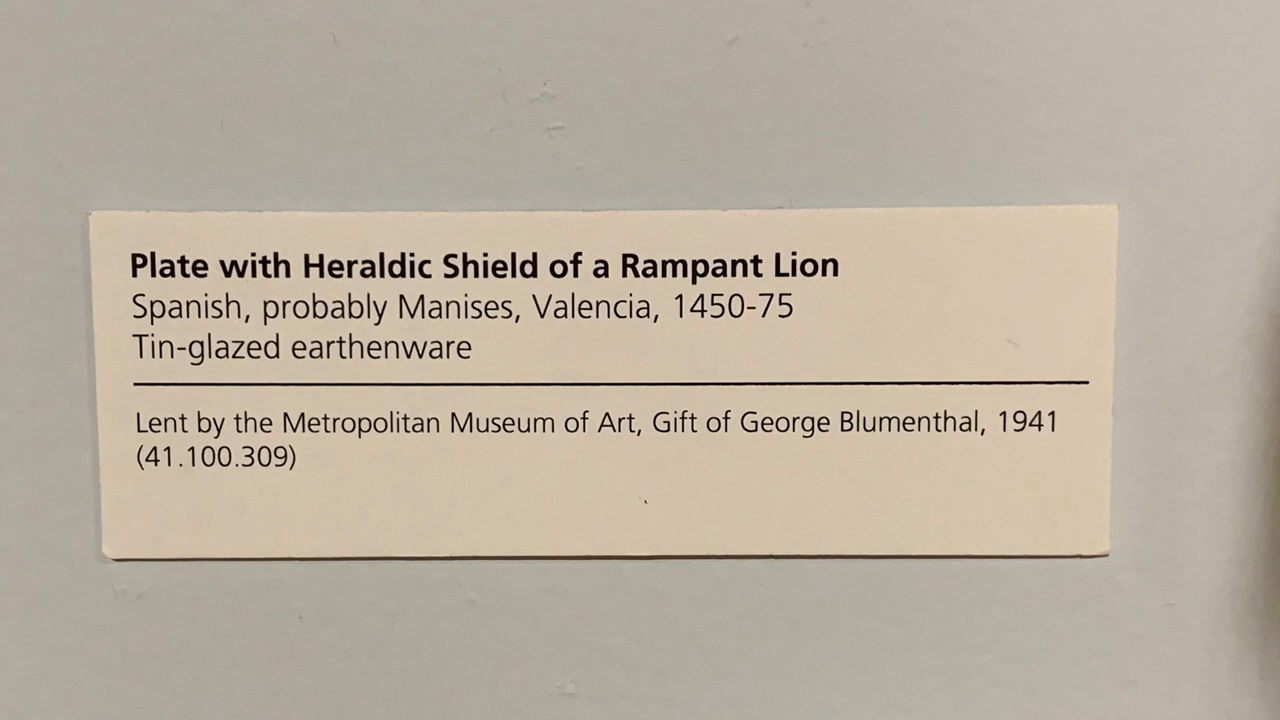 Plate with Heraldic Shield of a Rampant Lion
Spanish, probably Manises, Valencia, 1450-75
Tin-glazed earthenware
Lent by the Metropolitan Museum of Art, Gift of George Blumenthal, 1941
(41.100.309)